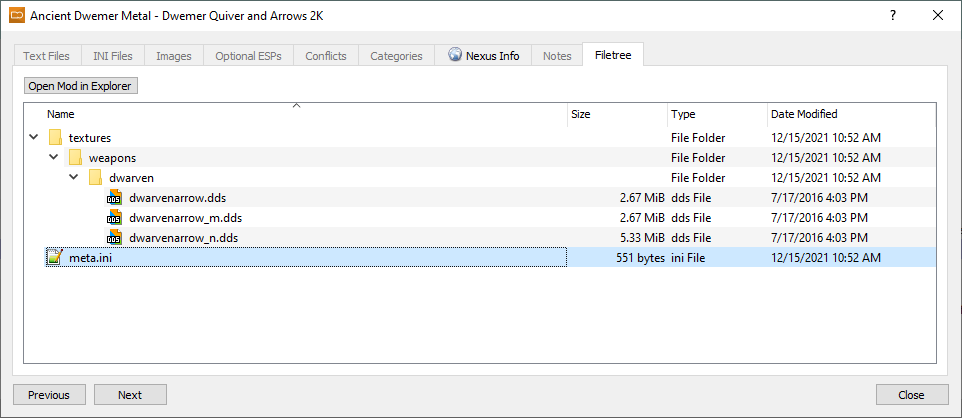 Ancient Dwemer Metal - Dwemer Quiver and Arrows 2K
Text Files INI Files Images Optional ESPs Conflicts Categories Nexus Info Notes Filetree
Open Mod in Explorer
Name Size Type Date Modified
textures File Folder 12/15/2021 10:52 AM
weapons File Folder 12/15/2021 10:52 AM
dwarven File Folder 12/15/2021 10:52 AM
DDS dwarvenarrow.dds 2.67 MiB dds File 7/17/2016 4:03 PM
DDS dwarvenarrow_m.dds 2.67 MiB dds File 7/17/2016 4:03 PM
DDS dwarvenarrow_n.dds 5.33 MiB dds File 7/17/2016 4:03 PM
meta.ini 551 bytes ini File 12/15/2021 10:52 AM
Previous Next Close